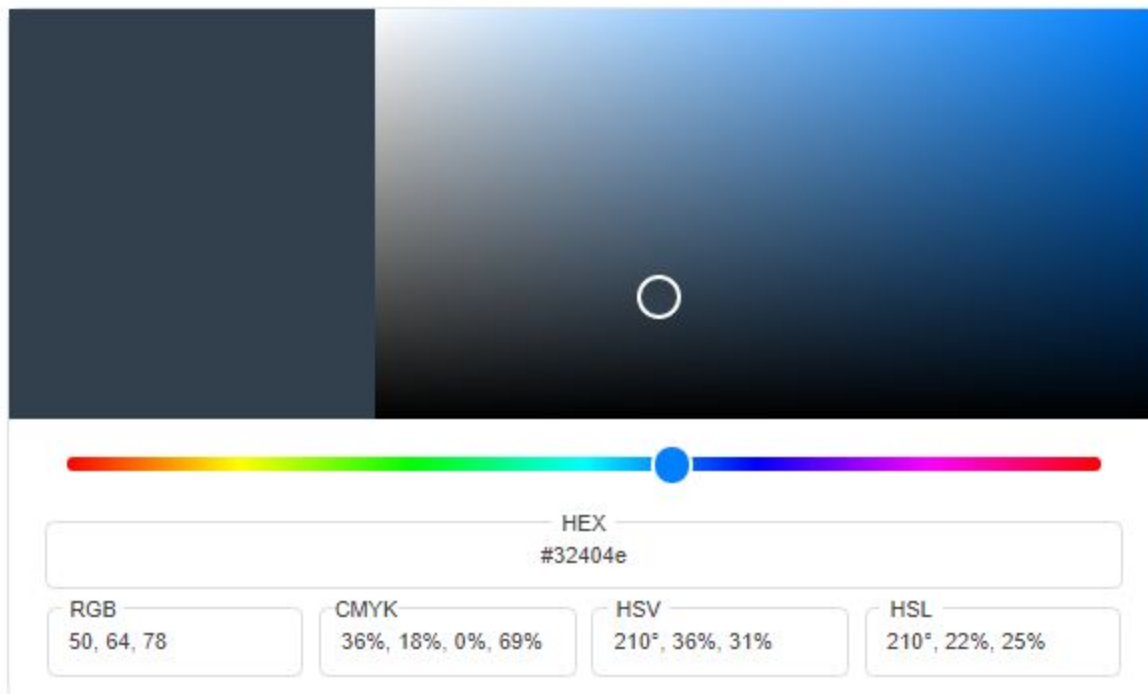 HEX
#32404e
RGB
50, 64, 78
CMYK
36%, 18%, 0%, 69%
HSV
210°, 36%, 31%
HSL
210°, 22%, 25%